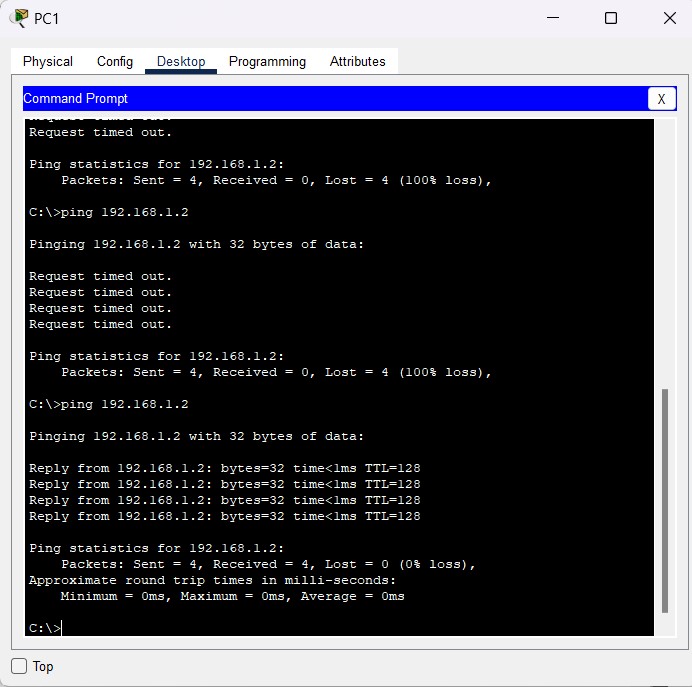 PC1
Physical Config Desktop Programming Attributes
Command Prompt
X
Request timed out.
Ping statistics for 192.168.1.2:
Packets: Sent = 4, Received = 0, Lost = 4 (100% loss),
C:\>ping 192.168.1.2
Pinging 192.168.1.2 with 32 bytes of data:
Request timed out.
Request timed out.
Request timed out.
Request timed out.
Ping statistics for 192.168.1.2:
Packets: Sent = 4, Received = 0, Lost = 4 (100% loss),
C:\>ping 192.168.1.2
Pinging 192.168.1.2 with 32 bytes of data:
Reply from 192.168.1.2: bytes=32 time<1ms TTL=128
Reply from 192.168.1.2: bytes=32 time<1ms TTL=128
Reply from 192.168.1.2: bytes=32 time<1ms TTL=128
Reply from 192.168.1.2: bytes=32 time<1ms TTL=128
Ping statistics for 192.168.1.2:
Packets: Sent = 4, Received = 4, Lost = 0 (0% loss),
Approximate round trip times in milli-seconds:
Minimum = 0ms, Maximum = 0ms, Average = 0ms
C:\>
Top